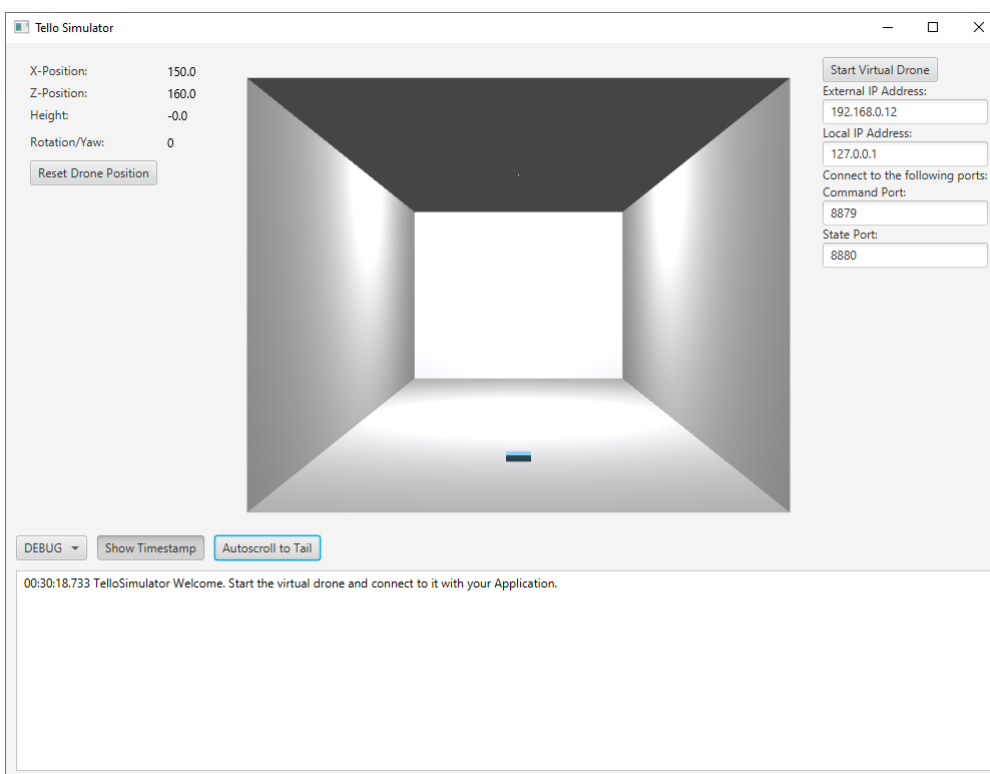 Tello Simulator
X-Position: 150.0
Z-Position: 160.0
Height: -0.0
Rotation/Yaw: 0
Reset Drone Position
Start Virtual Drone
External IP Address:
192.168.0.12
Local IP Address:
127.0.0.1
Connect to the following ports:
Command Port:
8879
State Port:
8880
DEBUG Show Timestamp Autoscroll to Tail
00:30:18.733 TelloSimulator Welcome. Start the virtual drone and connect to it with your Application.